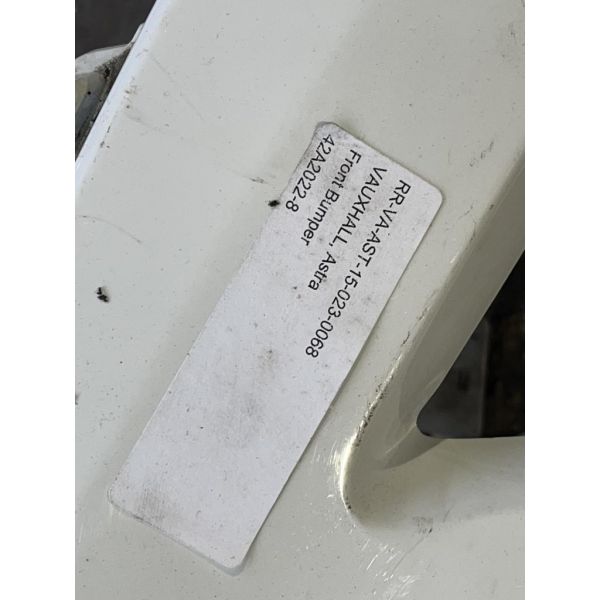 RR-VA-AST-15-023-0068
VAUXHALL, Astra
Front Bumper
42A2022-8